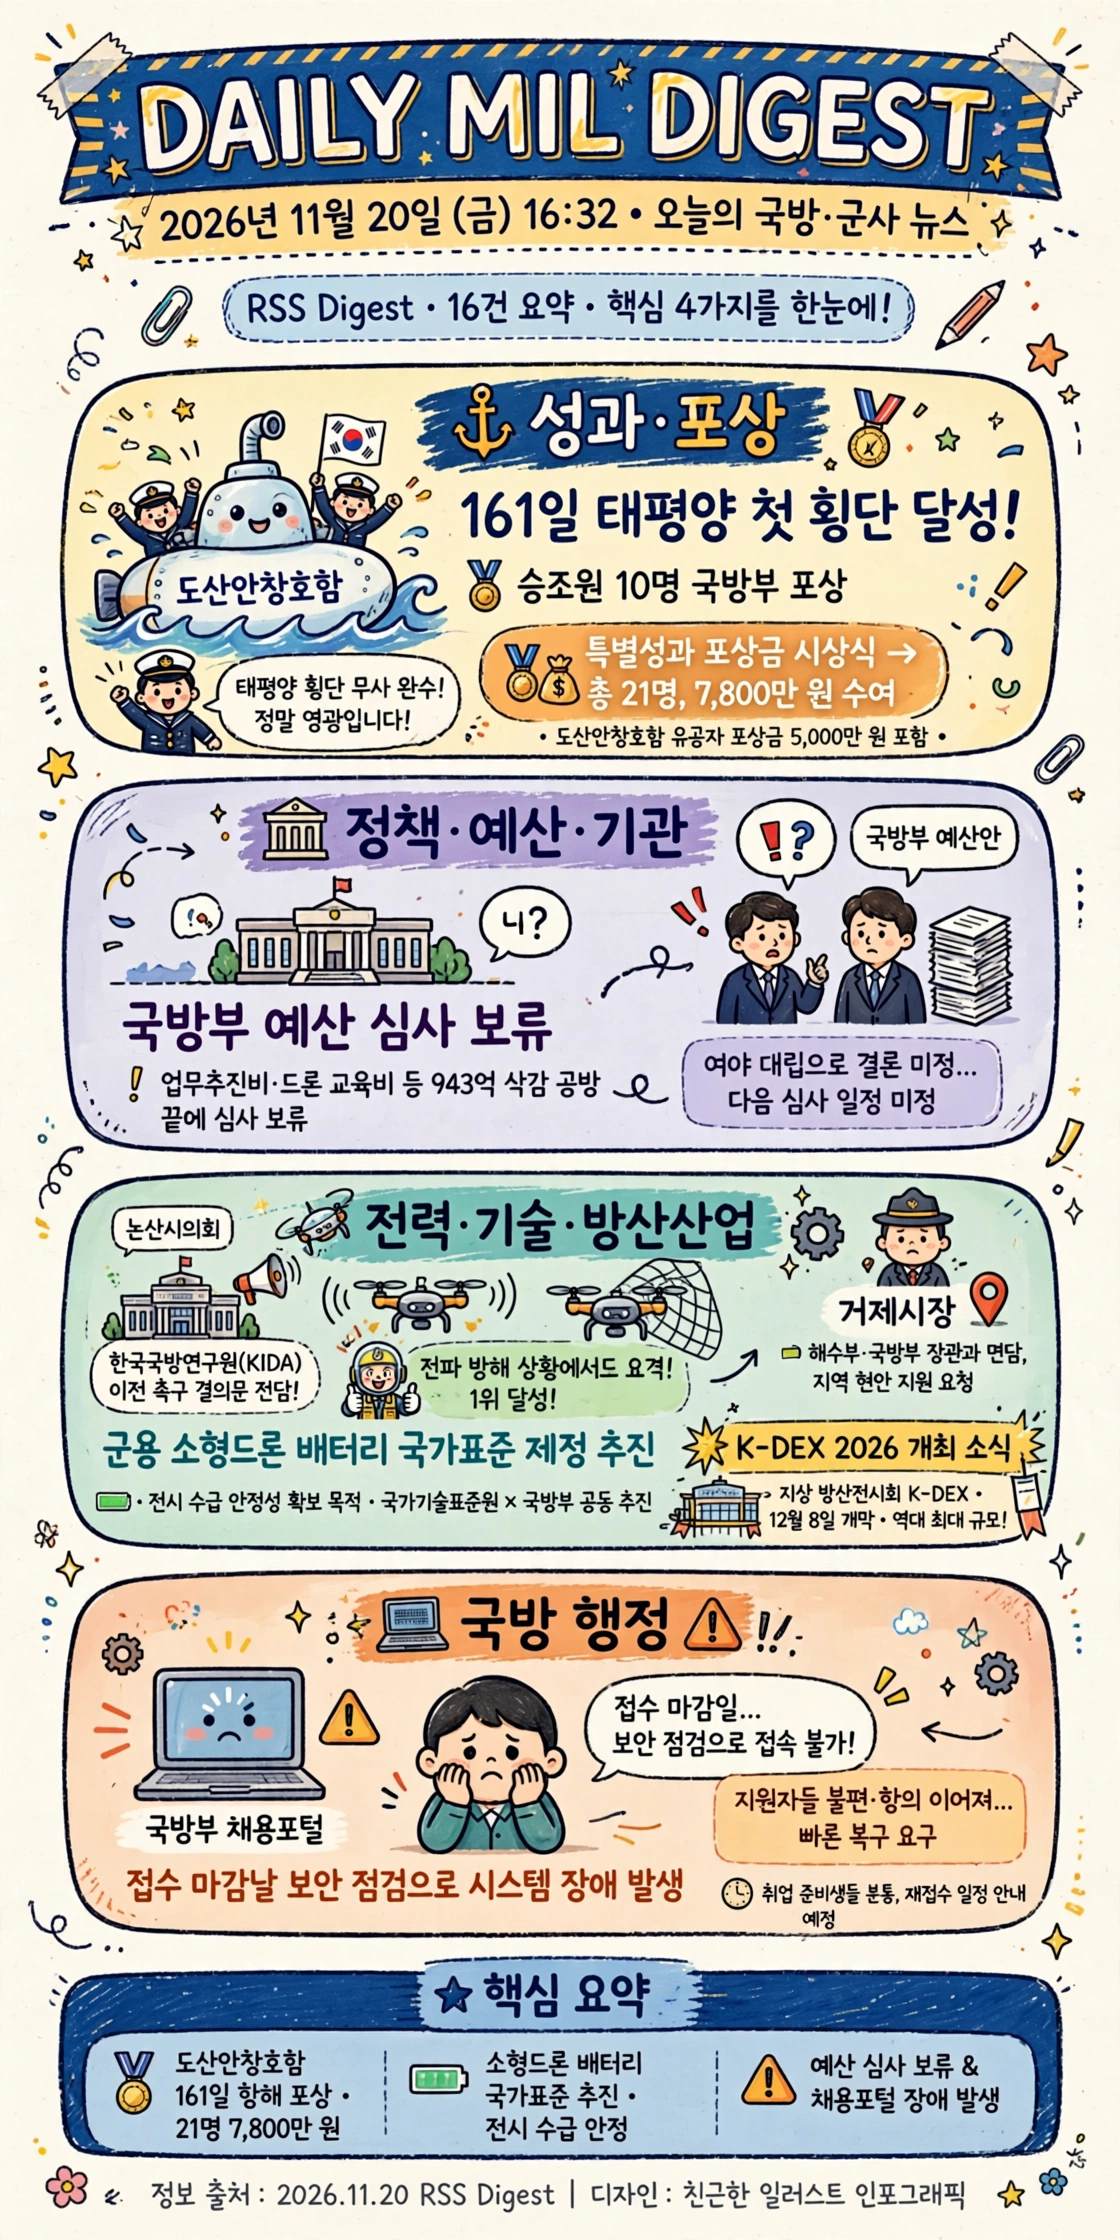 DAILY MIL DIGEST
2026년 11월 20일 (금) 16:32 • 오늘의 국방·군사 뉴스
RSS Digest • 16건 요약 • 핵심 4가지를 한눈에!
성과·포상
161일 태평양 첫 횡단 달성!
도산안창호함
승조원 10명 국방부 포상
특별성과 포상금 시상식 →
총 21명, 7,800만 원 수여
태평양 횡단 무사 완수!
정말 영광입니다!
• 도산안창호함 유공자 포상금 5,000만 원 포함 •
정책·예산·기관
!?
국방부 예산안
!?
니?
국방부 예산 심사 보류
! 업무추진비·드론 교육비 등 943억 삭감 공방
끝에 심사 보류
여야 대립으로 결론 미정...
다음 심사 일정 미정
전력·기술·방산산업
논산시의회
한국국방연구원(KIDA)
이전 촉구 결의문 전담!
전파 방해 상황에서드 요격!
1위 달성!
거제시장
해수부·국방부 장관과 면담,
지역 현안 지원 요청
군용 소형드론 배터리 국가표준 제정 추진
• 전시 수급 안정성 확보 목적 • 국가기술표준원 × 국방부 공동 추진
K-DEX 2026 개최 소식
지상 방산전시회 K-DEX •
12월 8일 개막 • 역대 최대 규모!
국방 행정
접수 마감일...
보안 점검으로 접속 불가!
국방부 채용포털
지원자들 불편·항의 이어져...
빠른 복구 요구
접수 마감날 보안 점검으로 시스템 장애 발생
취업 준비생들 분통, 재접수 일정 안내
예정
핵심 요약
도산안창호함
161일 항해 포상 •
21명 7,800만 원
소형드론 배터리
국가표준 추진 •
전시 수급 안정
예산 심사 보류 &
채용포털 장애 발생
정보 출처 : 2026.11.20 RSS Digest | 디자인 : 친근한 일러스트 인포그래픽